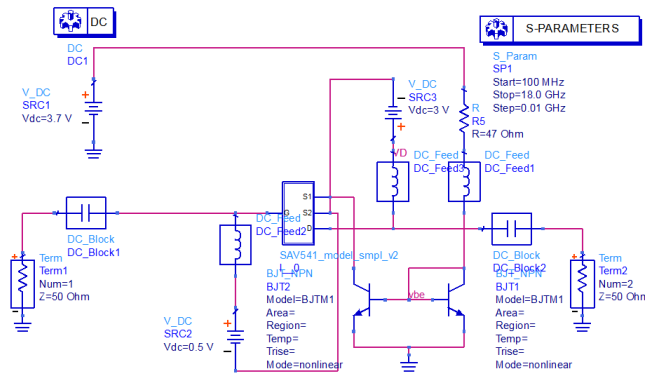 DC
S-PARAMETERS
DC
DC1
S_Param
SP1
Start=100 MHz
Stop=18.0 GHz
Step=0.01 GHz
V_DC
SRC1
Vdc=3.7 V
V_DC
SRC3
Vdc=3 V
R
R5
R=47 Ohm
VD
DC_Feed
DC_Feed3
DC_Feed
DC_Feed1
S1
S2
G
D
DC_Feed
DC_Feed2
DC_Block
DC_Block1
SAV541_model_smpl_v2
DC_Block
DC_Block2
Term
Term1
Num=1
Z=50 Ohm
Term
Term2
Num=2
Z=50 Ohm
BJT_NPN
BJT2
Model=BJTM1
Area=
Region=
Temp=
Trise=
Mode=nonlinear
vbe
BJT_NPN
BJT1
Model=BJTM1
Area=
Region=
Temp=
Trise=
Mode=nonlinear
V_DC
SRC2
Vdc=0.5 V